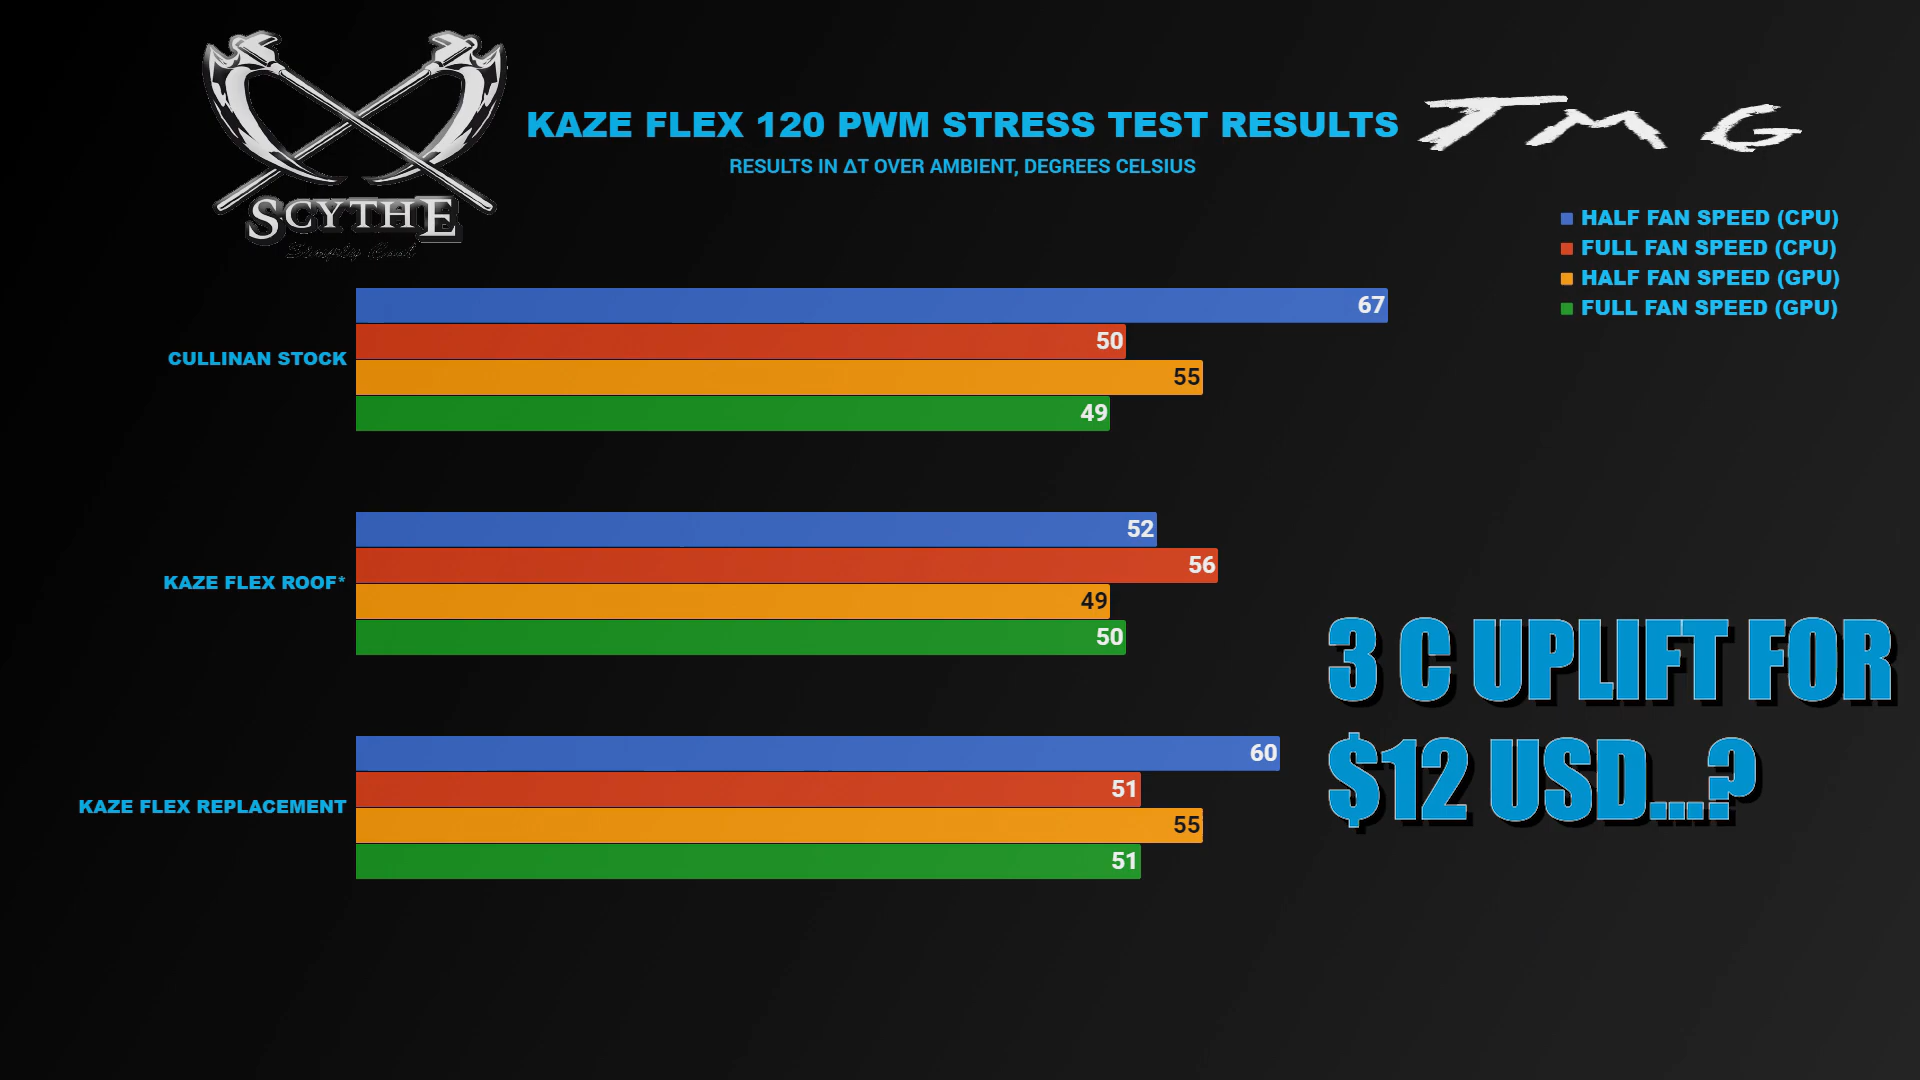 SCYTHE
Simply Cool
KAZE FLEX 120 PWM STRESS TEST RESULTS
RESULTS IN ΔT OVER AMBIENT, DEGREES CELSIUS
TMG
HALF FAN SPEED (CPU)
FULL FAN SPEED (CPU)
HALF FAN SPEED (GPU)
FULL FAN SPEED (GPU)
CULLINAN STOCK
67
50
55
49
KAZE FLEX ROOF*
52
56
49
50
KAZE FLEX REPLACEMENT
60
51
55
51
3 C UPLIFT FOR
$12 USD...?